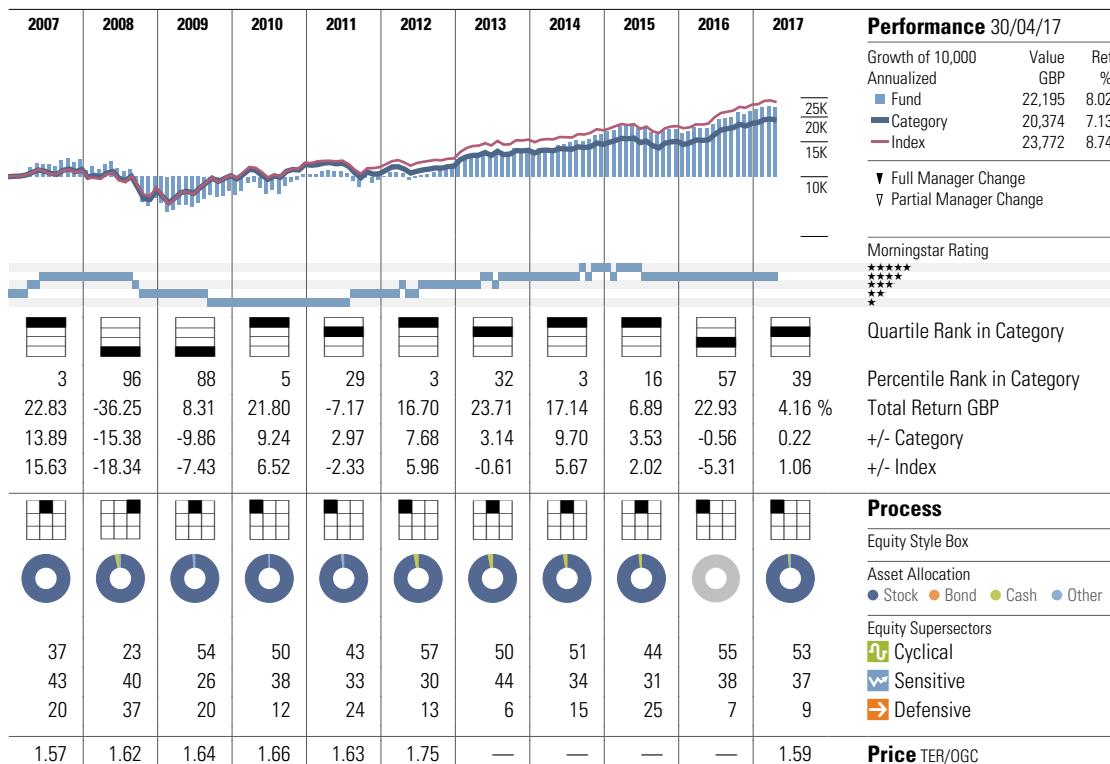 2007 2008 2009 2010 2011 2012 2013 2014 2015 2016 2017
Performance 30/04/17
Growth of 10,000 Value Ret
Annualized GBP %
Fund 22,195 8.02
Category 20,374 7.13
Index 23,772 8.74
Full Manager Change
Partial Manager Change
25K
20K
15K
10K
Morningstar Rating
★★★★★
★★★★
★★★
★★
★
Quartile Rank in Category
3 96 88 5 29 3 32 3 16 57 39 Percentile Rank in Category
22.83 -36.25 8.31 21.80 -7.17 16.70 23.71 17.14 6.89 22.93 4.16 % Total Return GBP
13.89 -15.38 -9.86 9.24 2.97 7.68 3.14 9.70 3.53 -0.56 0.22 +/- Category
15.63 -18.34 -7.43 6.52 -2.33 5.96 -0.61 5.67 2.02 -5.31 1.06 +/- Index
Process
Equity Style Box
Asset Allocation
Stock Bond Cash Other
Equity Supersectors
37 23 54 50 43 57 50 51 44 55 53 Cyclical
43 40 26 38 33 30 44 34 31 38 37 Sensitive
20 37 20 12 24 13 6 15 25 7 9 Defensive
1.57 1.62 1.64 1.66 1.63 1.75 — — — — 1.59 Price TER/OGC